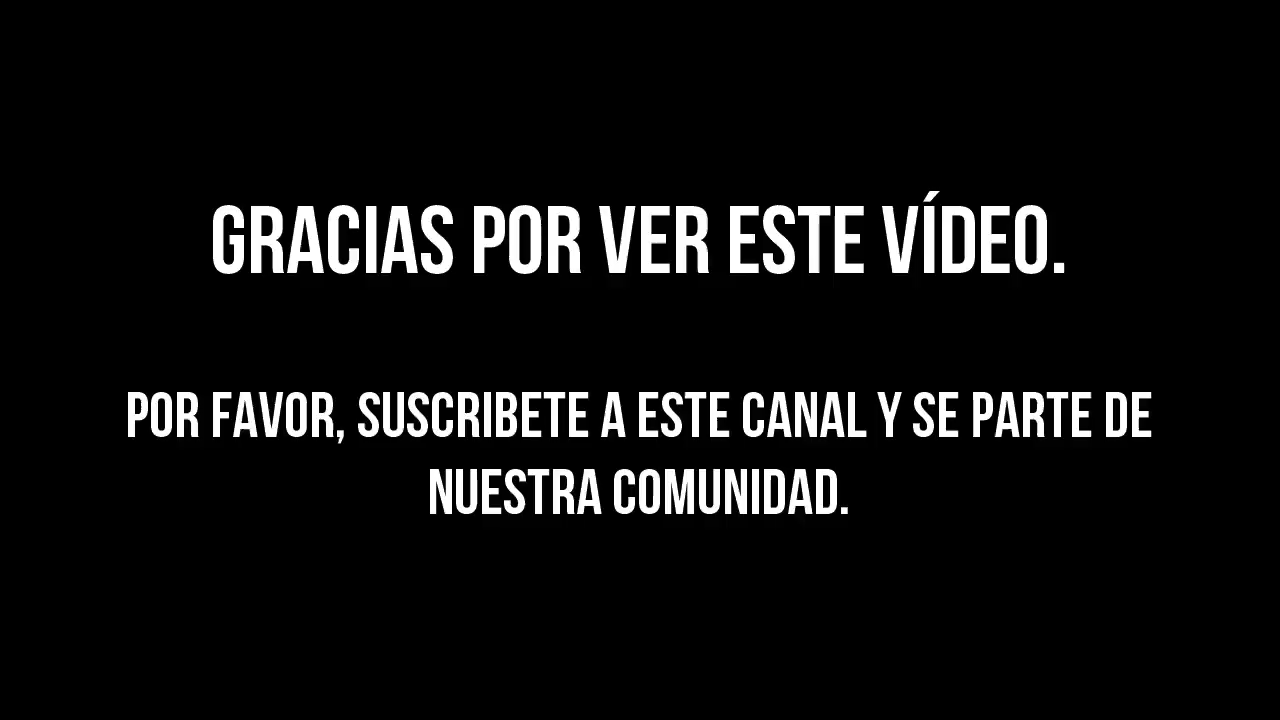 GRACIAS POR VER ESTE VÍDEO.
POR FAVOR, SUSCRIBETE A ESTE CANAL Y SE PARTE DE
NUESTRA COMUNIDAD.